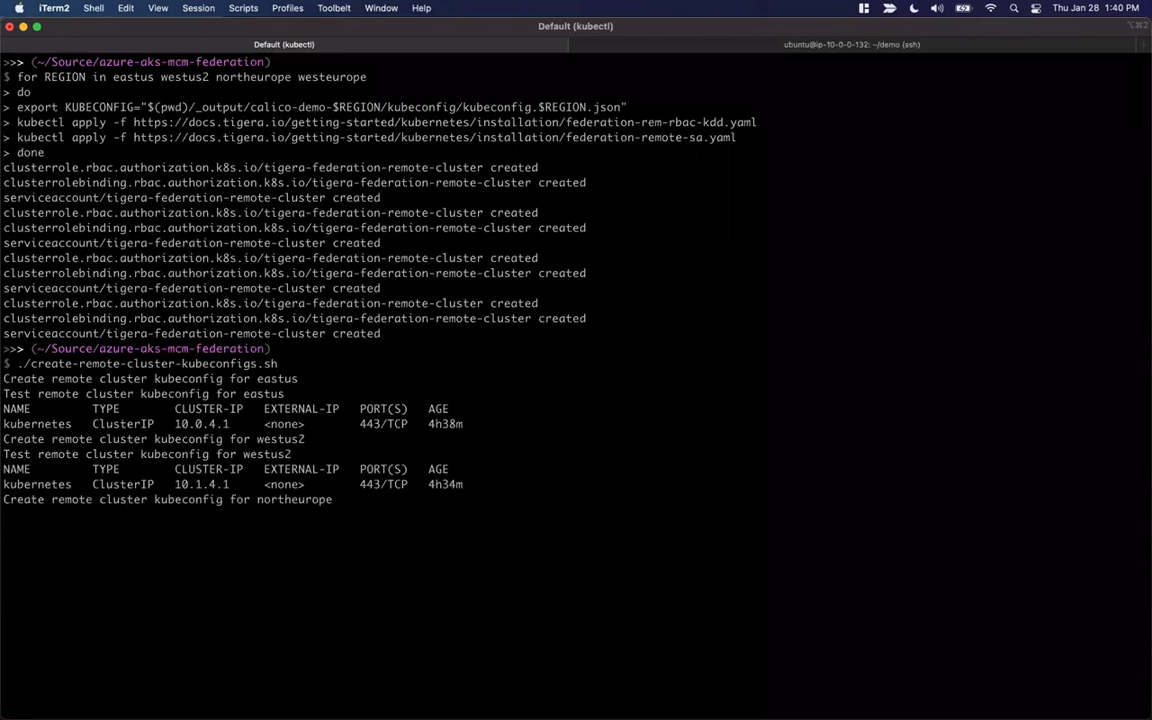 iTerm2 Shell Edit View Session Scripts Profiles Toolbelt Window Help Thu Jan 28 1:40 PM
Default (kubectl)
⌥⌘2
Default (kubectl) ubuntu@ip-10-0-0-132: ~/demo (ssh)
>>> (~/Source/azure-aks-mcm-federation)
$ for REGION in eastus westus2 northeurope westeurope
> do
> export KUBECONFIG="$(pwd)/_output/calico-demo-$REGION/kubeconfig/kubeconfig.$REGION.json"
> kubectl apply -f https://docs.tigera.io/getting-started/kubernetes/installation/federation-rem-rbac-kdd.yaml
> kubectl apply -f https://docs.tigera.io/getting-started/kubernetes/installation/federation-remote-sa.yaml
> done
clusterrole.rbac.authorization.k8s.io/tigera-federation-remote-cluster created
clusterrolebinding.rbac.authorization.k8s.io/tigera-federation-remote-cluster created
serviceaccount/tigera-federation-remote-cluster created
clusterrole.rbac.authorization.k8s.io/tigera-federation-remote-cluster created
clusterrolebinding.rbac.authorization.k8s.io/tigera-federation-remote-cluster created
serviceaccount/tigera-federation-remote-cluster created
clusterrole.rbac.authorization.k8s.io/tigera-federation-remote-cluster created
clusterrolebinding.rbac.authorization.k8s.io/tigera-federation-remote-cluster created
serviceaccount/tigera-federation-remote-cluster created
clusterrole.rbac.authorization.k8s.io/tigera-federation-remote-cluster created
clusterrolebinding.rbac.authorization.k8s.io/tigera-federation-remote-cluster created
serviceaccount/tigera-federation-remote-cluster created
>>> (~/Source/azure-aks-mcm-federation)
$ ./create-remote-cluster-kubeconfigs.sh
Create remote cluster kubeconfig for eastus
Test remote cluster kubeconfig for eastus
NAME TYPE CLUSTER-IP EXTERNAL-IP PORT(S) AGE
kubernetes ClusterIP 10.0.4.1 <none> 443/TCP 4h38m
Create remote cluster kubeconfig for westus2
Test remote cluster kubeconfig for westus2
NAME TYPE CLUSTER-IP EXTERNAL-IP PORT(S) AGE
kubernetes ClusterIP 10.1.4.1 <none> 443/TCP 4h34m
Create remote cluster kubeconfig for northeurope